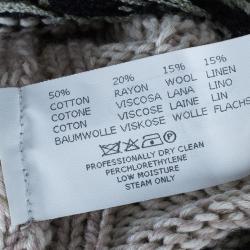 50% 20% 15% 15%
COTTON RAYON WOOL LINEN
COTONE VISCOSA LANA LINO
COTON VISCOSE LAINE LIN
BAUMWOLLE VISKOSE WOLLE FLACHS
PROFESSIONALLY DRY CLEAN
PERCHLORETHYLENE
LOW MOISTURE
STEAM ONLY